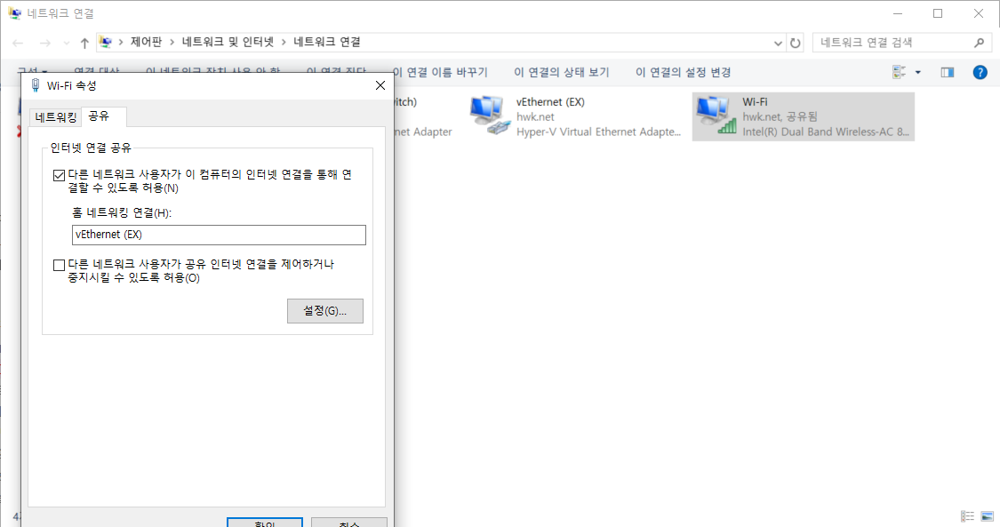 네트워크 연결
제어판 > 네트워크 및 인터넷 > 네트워크 연결
네트워크 연결 검색
이 연결 이름 바꾸기
이 연결의 상태 보기
이 연결의 설정 변경
Wi-Fi 속성
네트워킹
공유
인터넷 연결 공유
다른 네트워크 사용자가 이 컴퓨터의 인터넷 연결을 통해 연
결할 수 있도록 허용(N)
홈 네트워킹 연결(H):
vEthernet (EX)
다른 네트워크 사용자가 공유 인터넷 연결을 제어하거나
중지시킬 수 있도록 허용(O)
설정(G)...
확인
취소
itch)
net Adapter
vEthernet (EX)
hwk.net
Hyper-V Virtual Ethernet Adapte...
Wi-Fi
hwk.net, 공유됨
Intel(R) Dual Band Wireless-AC 8...